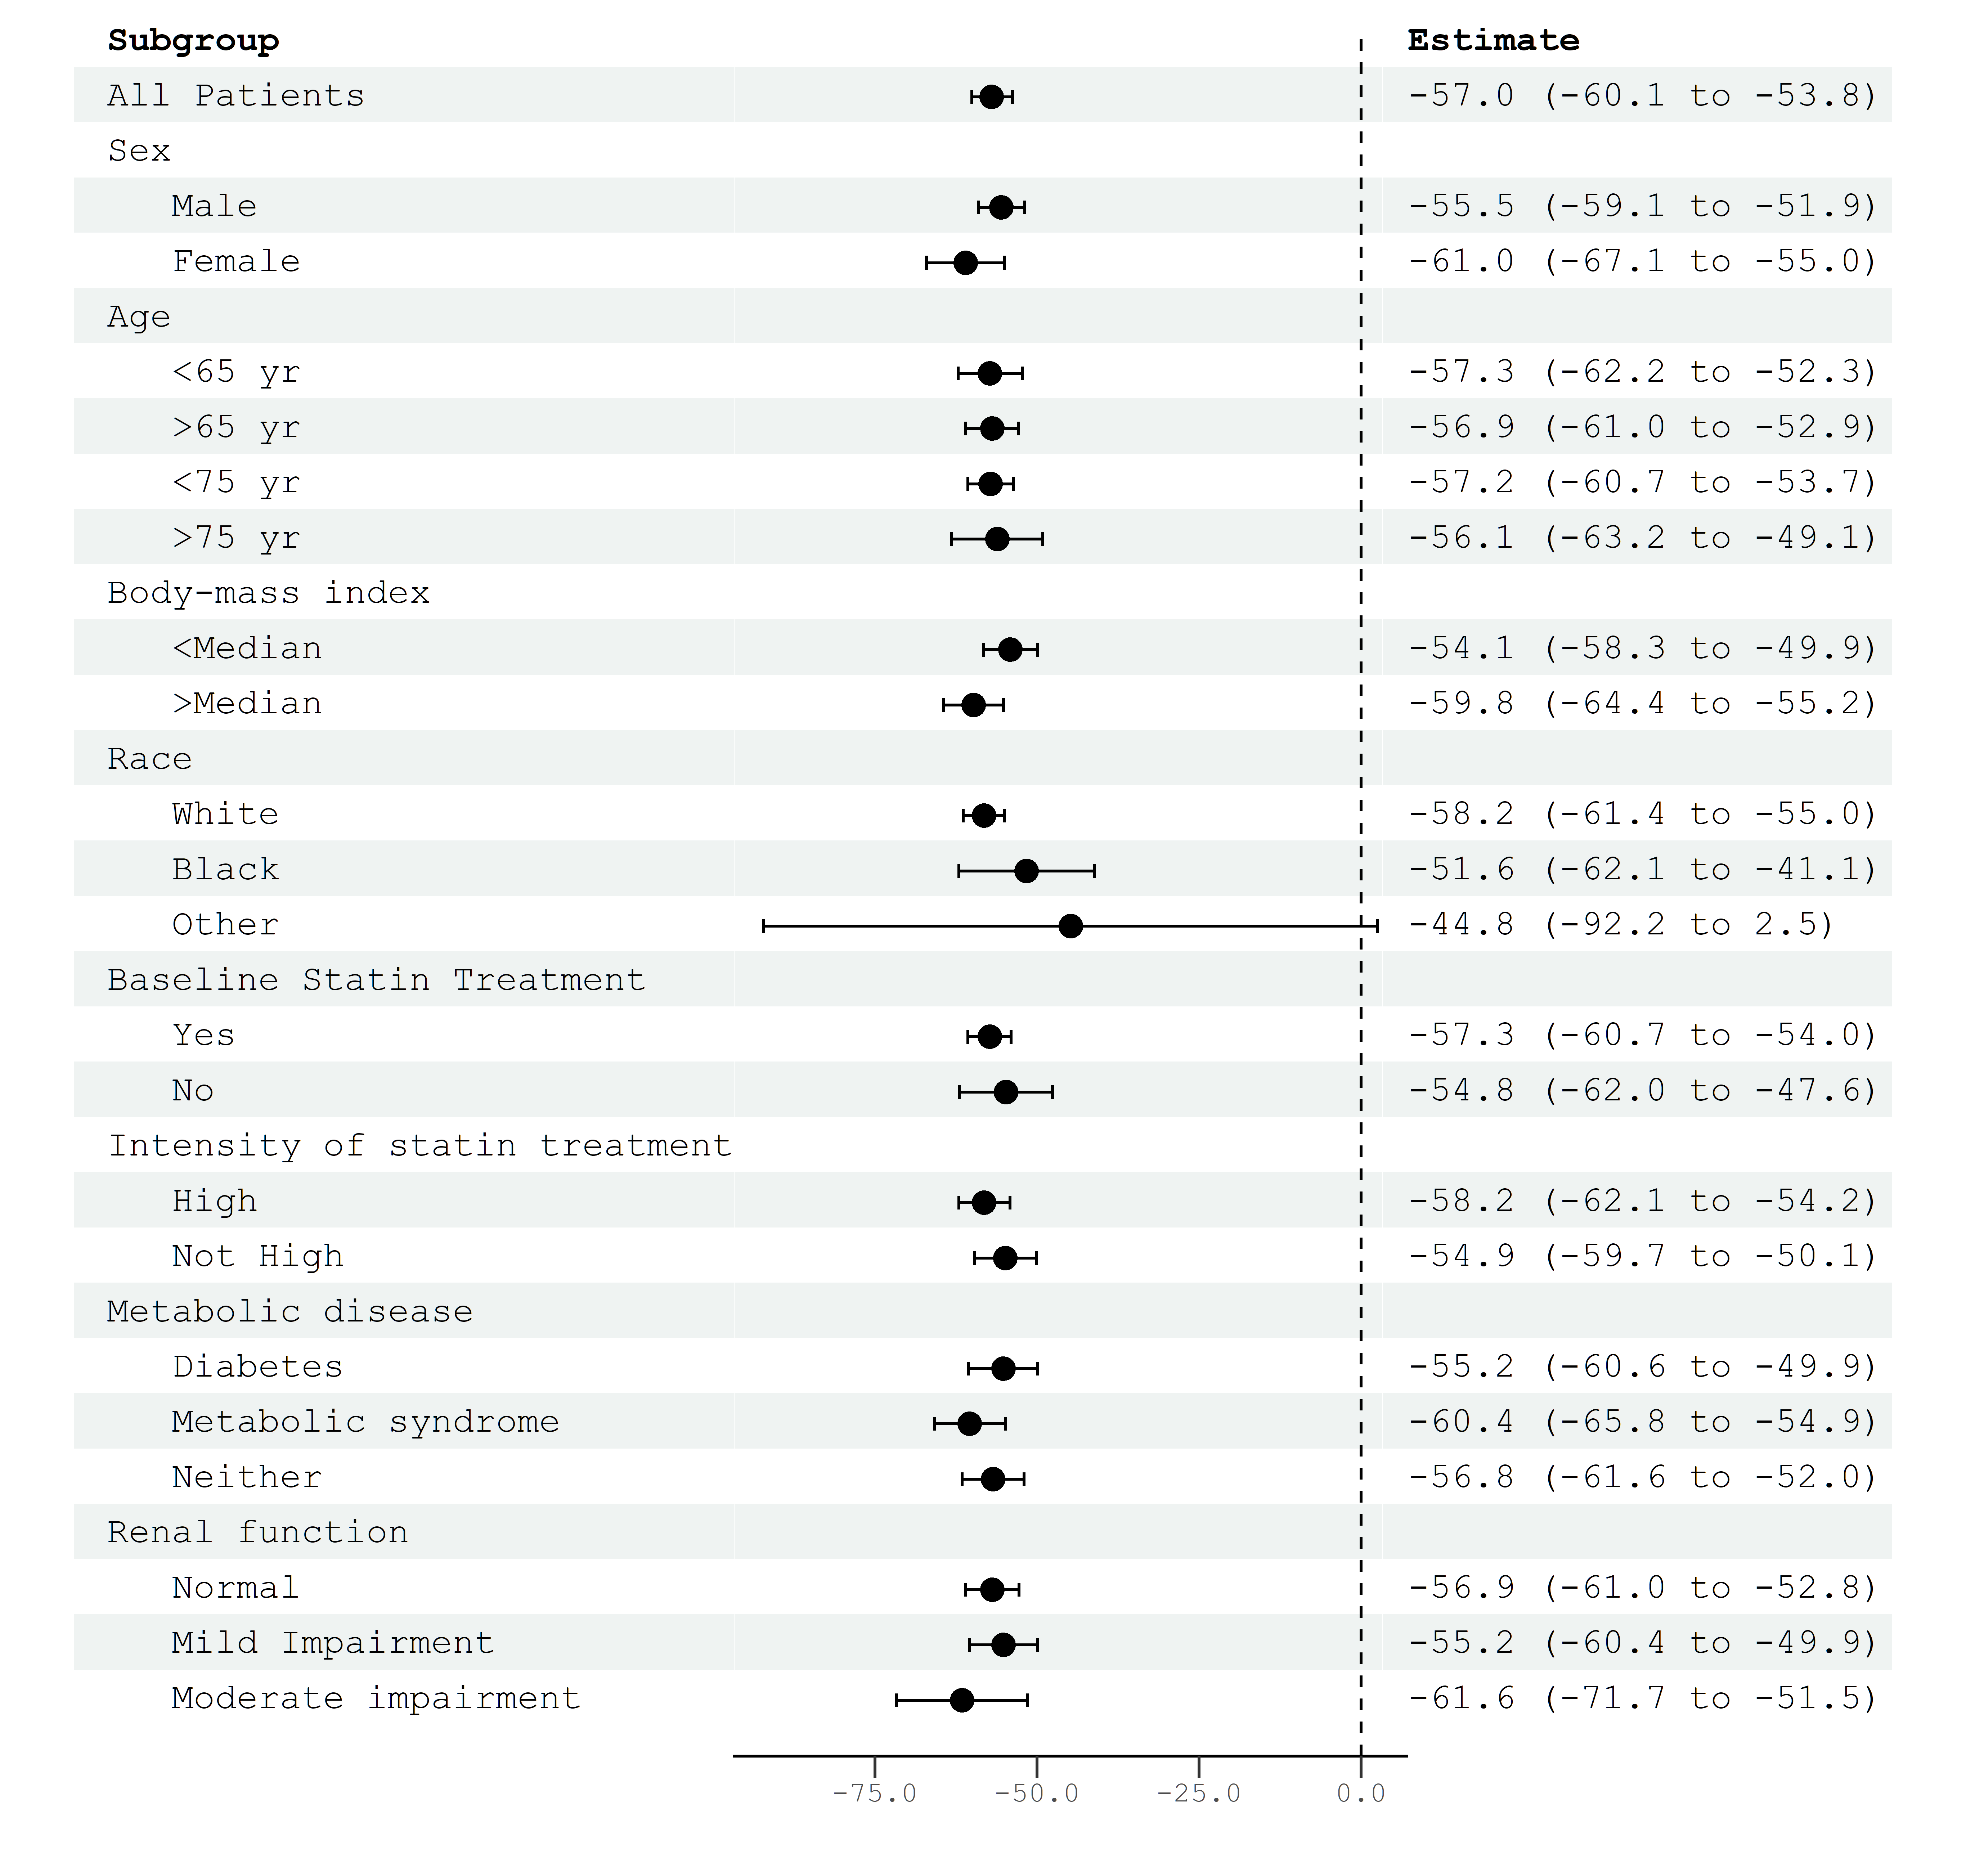 Subgroup Estimate
All Patients -57.0 (-60.1 to -53.8)
Sex
Male -55.5 (-59.1 to -51.9)
Female -61.0 (-67.1 to -55.0)
Age
<65 yr -57.3 (-62.2 to -52.3)
>65 yr -56.9 (-61.0 to -52.9)
<75 yr -57.2 (-60.7 to -53.7)
>75 yr -56.1 (-63.2 to -49.1)
Body-mass index
<Median -54.1 (-58.3 to -49.9)
>Median -59.8 (-64.4 to -55.2)
Race
White -58.2 (-61.4 to -55.0)
Black -51.6 (-62.1 to -41.1)
Other -44.8 (-92.2 to 2.5)
Baseline Statin Treatment
Yes -57.3 (-60.7 to -54.0)
No -54.8 (-62.0 to -47.6)
Intensity of statin treatment
High -58.2 (-62.1 to -54.2)
Not High -54.9 (-59.7 to -50.1)
Metabolic disease
Diabetes -55.2 (-60.6 to -49.9)
Metabolic syndrome -60.4 (-65.8 to -54.9)
Neither -56.8 (-61.6 to -52.0)
Renal function
Normal -56.9 (-61.0 to -52.8)
Mild Impairment -55.2 (-60.4 to -49.9)
Moderate impairment -61.6 (-71.7 to -51.5)
-75.0 -50.0 -25.0 0.0